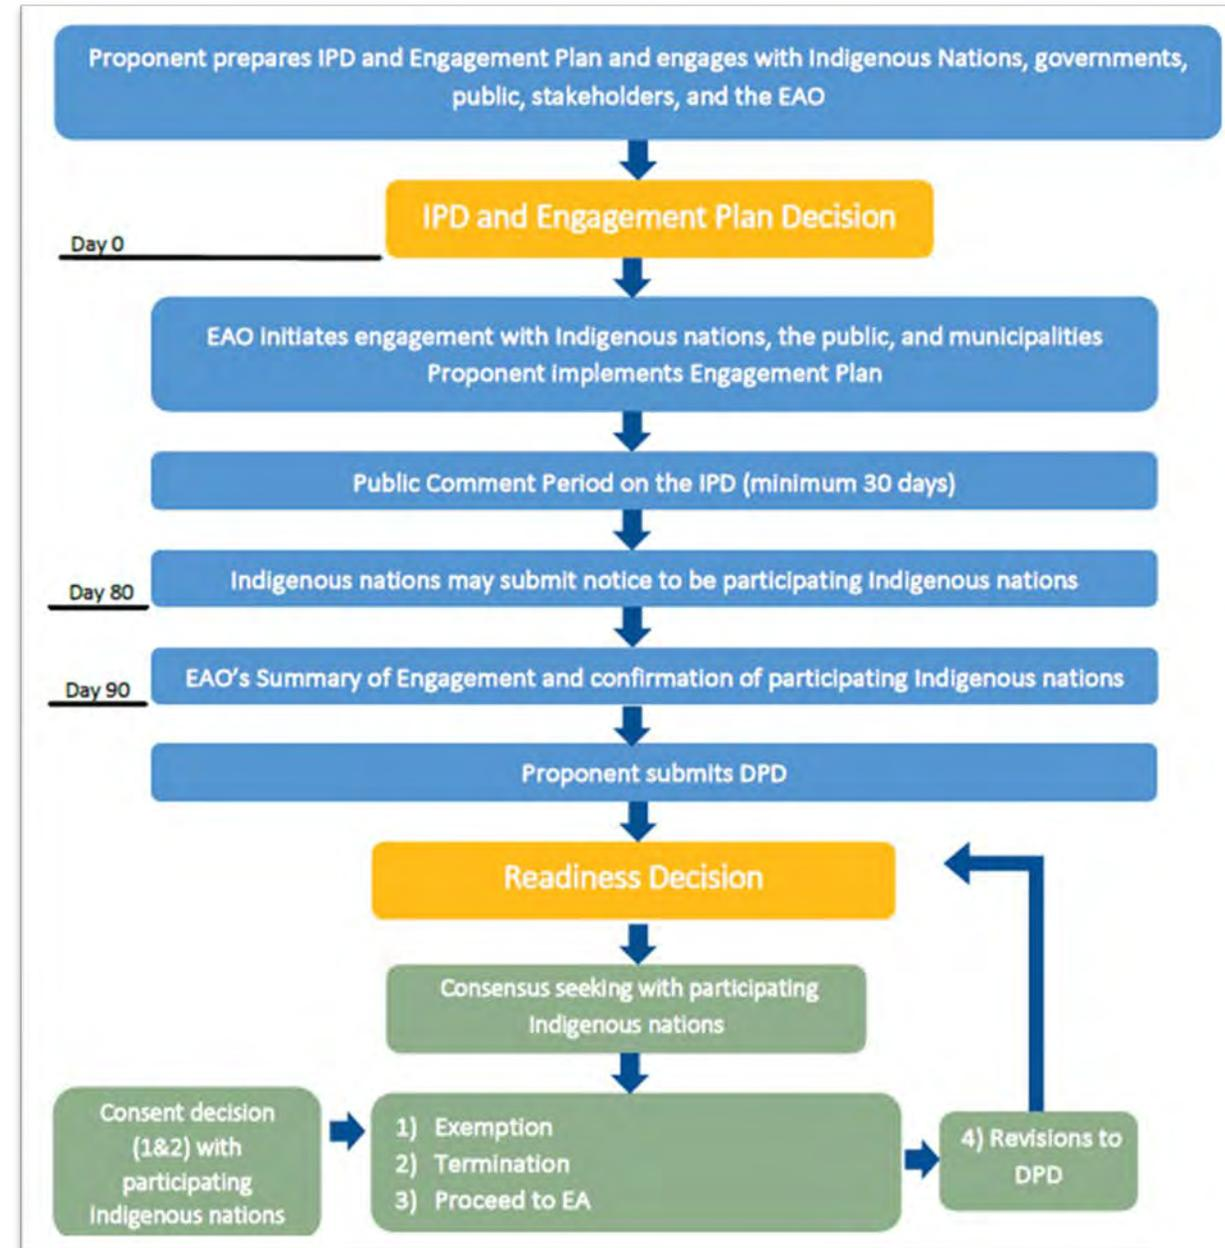 Proponent prepares IPD and Engagement Plan and engages with Indigenous Nations, governments,
public, stakeholders, and the EAO
IPD and Engagement Plan Decision
Day 0
EAO initiates engagement with Indigenous nations, the public, and municipalities
Proponent implements Engagement Plan
Public Comment Period on the IPD (minimum 30 days)
Indigenous nations may submit notice to be participating Indigenous nations
Day 80
EAO's Summary of Engagement and confirmation of participating Indigenous nations
Day 90
Proponent submits DPD
Readiness Decision
Consensus seeking with participating
Indigenous nations
Consent decision
(1&2) with
participating
Indigenous nations
1) Exemption
2) Termination
3) Proceed to EA
4) Revisions to
DPD